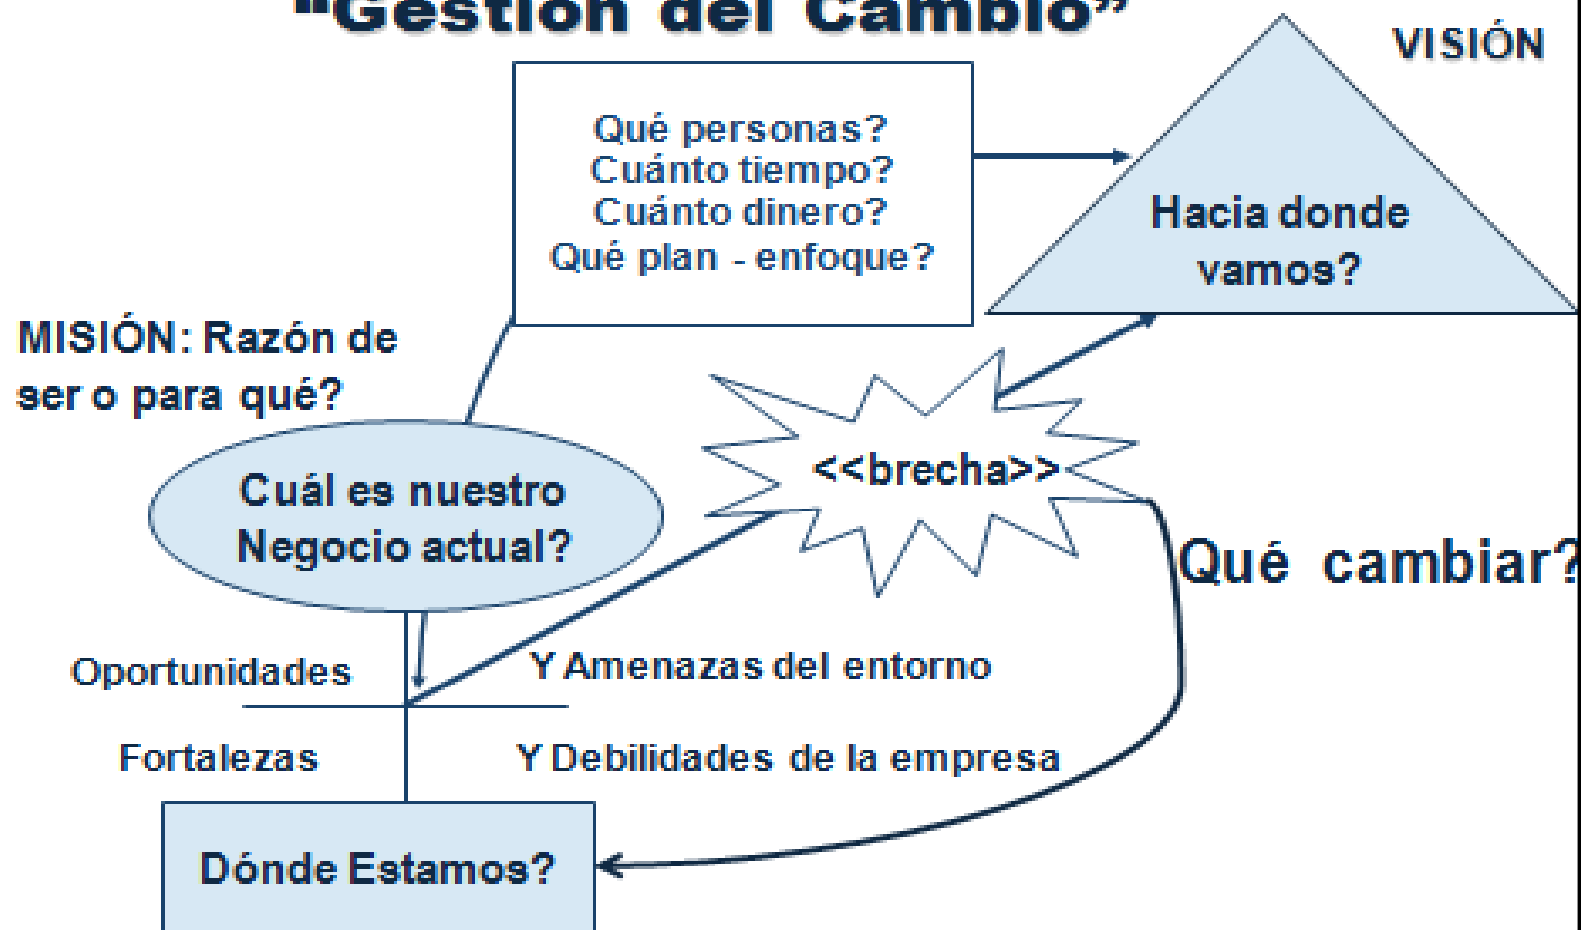 "Gestión del Cambio”
VISIÓN
Qué personas?
Cuánto tiempo?
Cuánto dinero?
Qué plan - enfoque?
Hacia donde
vamos?
MISIÓN: Razón de
ser o para qué?
Cuál es nuestro
Negocio actual?
<<brecha>>
Qué cambiar?
Oportunidades
Y Amenazas del entorno
Fortalezas
Y Debilidades de la empresa
Dónde Estamos?